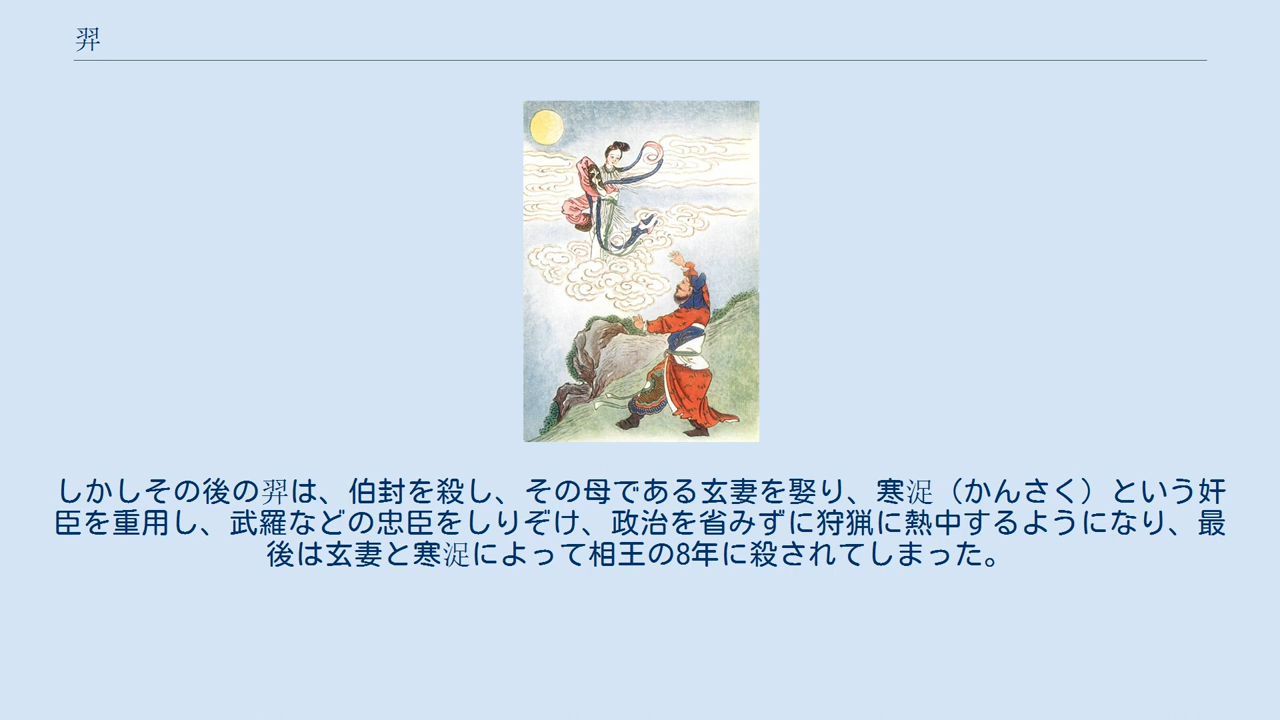 羿
しかしその後の羿は、伯封を殺し、その母である玄妻を娶り、寒浞（かんさく）という奸
臣を重用し、武羅などの忠臣をしりぞけ、政治を省みずに狩猟に熱中するようになり、最
後は玄妻と寒浞によって相王の8年に殺されてしまった。